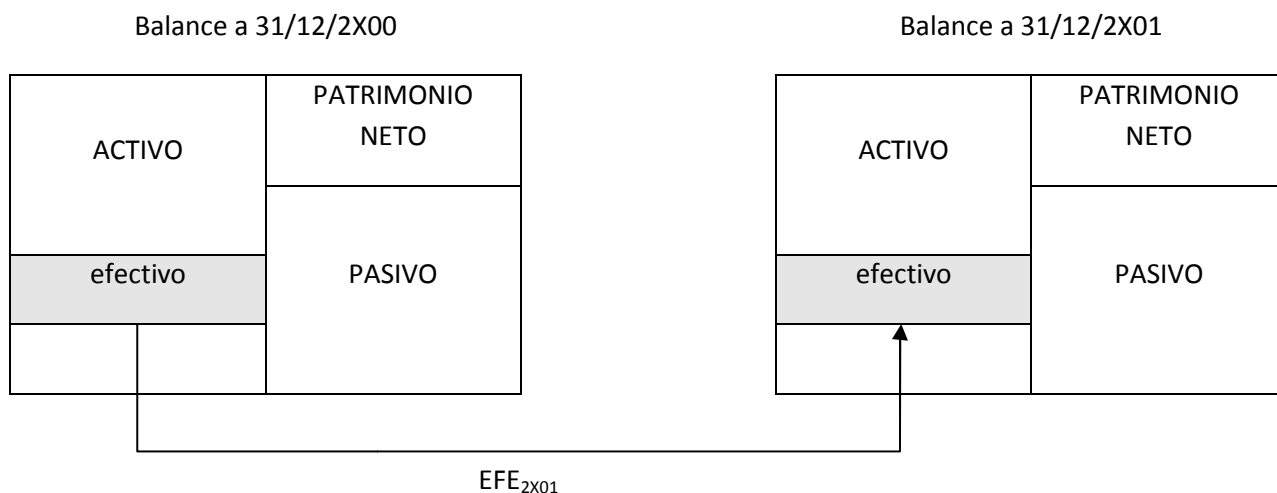 Balance a 31/12/2X00
Balance a 31/12/2X01
ACTIVO
PATRIMONIO
NETO
efectivo
PASIVO
ACTIVO
PATRIMONIO
NETO
efectivo
PASIVO
EFE2X01